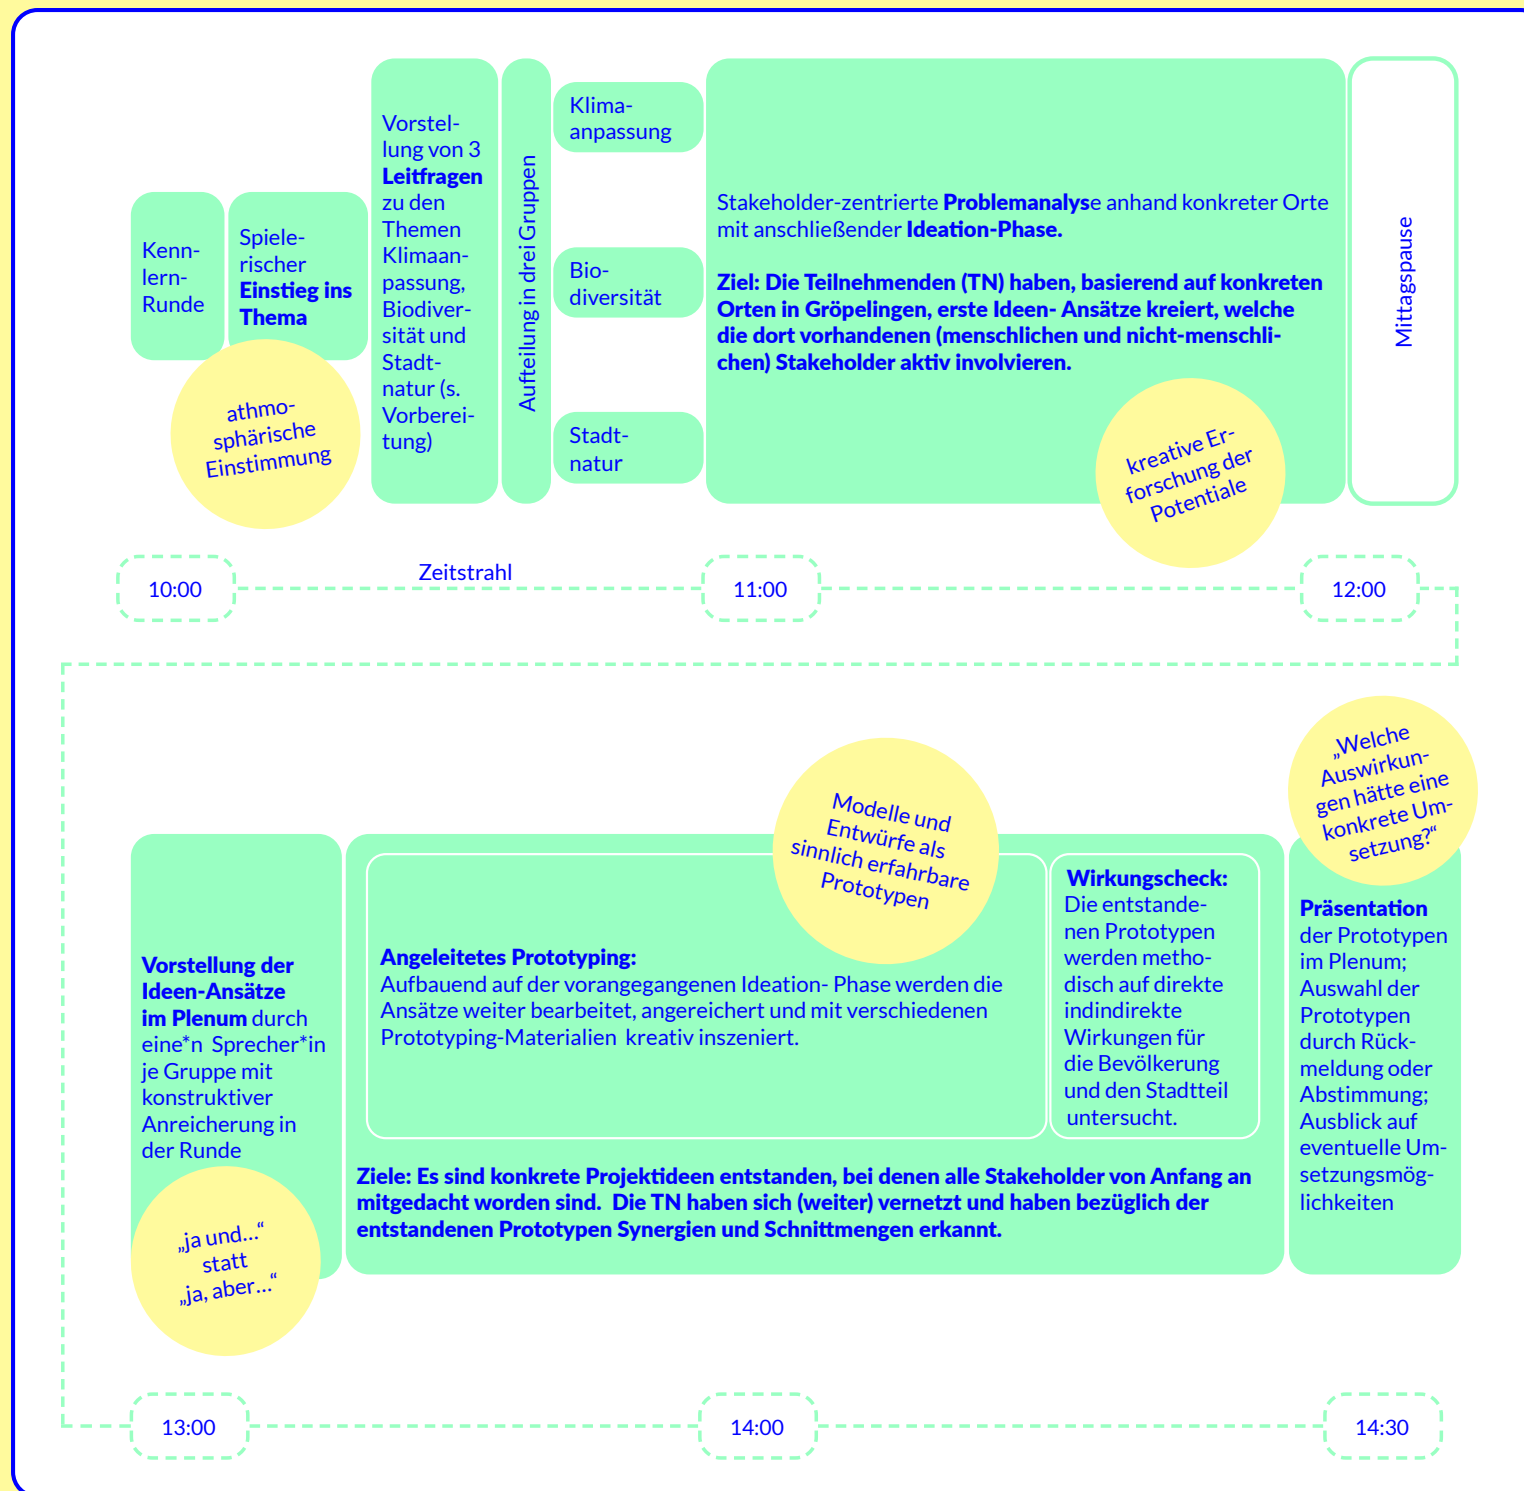 Kenn-
lern-
Runde
Spiele-
rischer
Einstieg ins
Thema
athmo-
sphärische
Einstimmung
Vorstel-
lung von 3
Leitfragen
zu den
Themen
Klimaan-
passung,
Biodiver-
sität und
Stadt-
natur (s.
Vorberei-
tung)
Aufteilung in drei Gruppen
Klima-
anpassung
Bio-
diversität
Stadt-
natur
Stakeholder-zentrierte Problemanalyse anhand konkreter Orte
mit anschließender Ideation-Phase.
Ziel: Die Teilnehmenden (TN) haben, basierend auf konkreten
Orten in Gröpelingen, erste Ideen- Ansätze kreiert, welche
die dort vorhandenen (menschlichen und nicht-menschli-
chen) Stakeholder aktiv involvieren.
kreative Er-
forschung der
Potentiale
Mittagspause
Zeitstrahl
10:00
11:00
12:00
Vorstellung der
Ideen-Ansätze
im Plenum durch
eine*n  Sprecher*in
je Gruppe mit
konstruktiver
Anreicherung in
der Runde
„ja und...“
statt
„ja, aber...“
Modelle und
Entwürfe als
sinnlich erfahrbare
Prototypen
Angeleitetes Prototyping:
Aufbauend auf der vorangegangenen Ideation- Phase werden die
Ansätze weiter bearbeitet, angereichert und mit verschiedenen
Prototyping-Materialien  kreativ inszeniert.
Wirkungscheck:
Die entstande-
nen Prototypen
werden metho-
disch auf direkte
indindirekte
Wirkungen für
die Bevölkerung
und den Stadtteil
untersucht.
Ziele: Es sind konkrete Projektideen entstanden, bei denen alle Stakeholder von Anfang an
mitgedacht worden sind.  Die TN haben sich (weiter) vernetzt und haben bezüglich der
entstandenen Prototypen Synergien und Schnittmengen erkannt.
„Welche
Auswirkun-
gen hätte eine
konkrete Um-
setzung?“
Präsentation
der Prototypen
im Plenum;
Auswahl der
Prototypen
durch Rück-
meldung oder
Abstimmung;
Ausblick auf
eventuelle Um-
setzungsmög-
lichkeiten
13:00
14:00
14:30